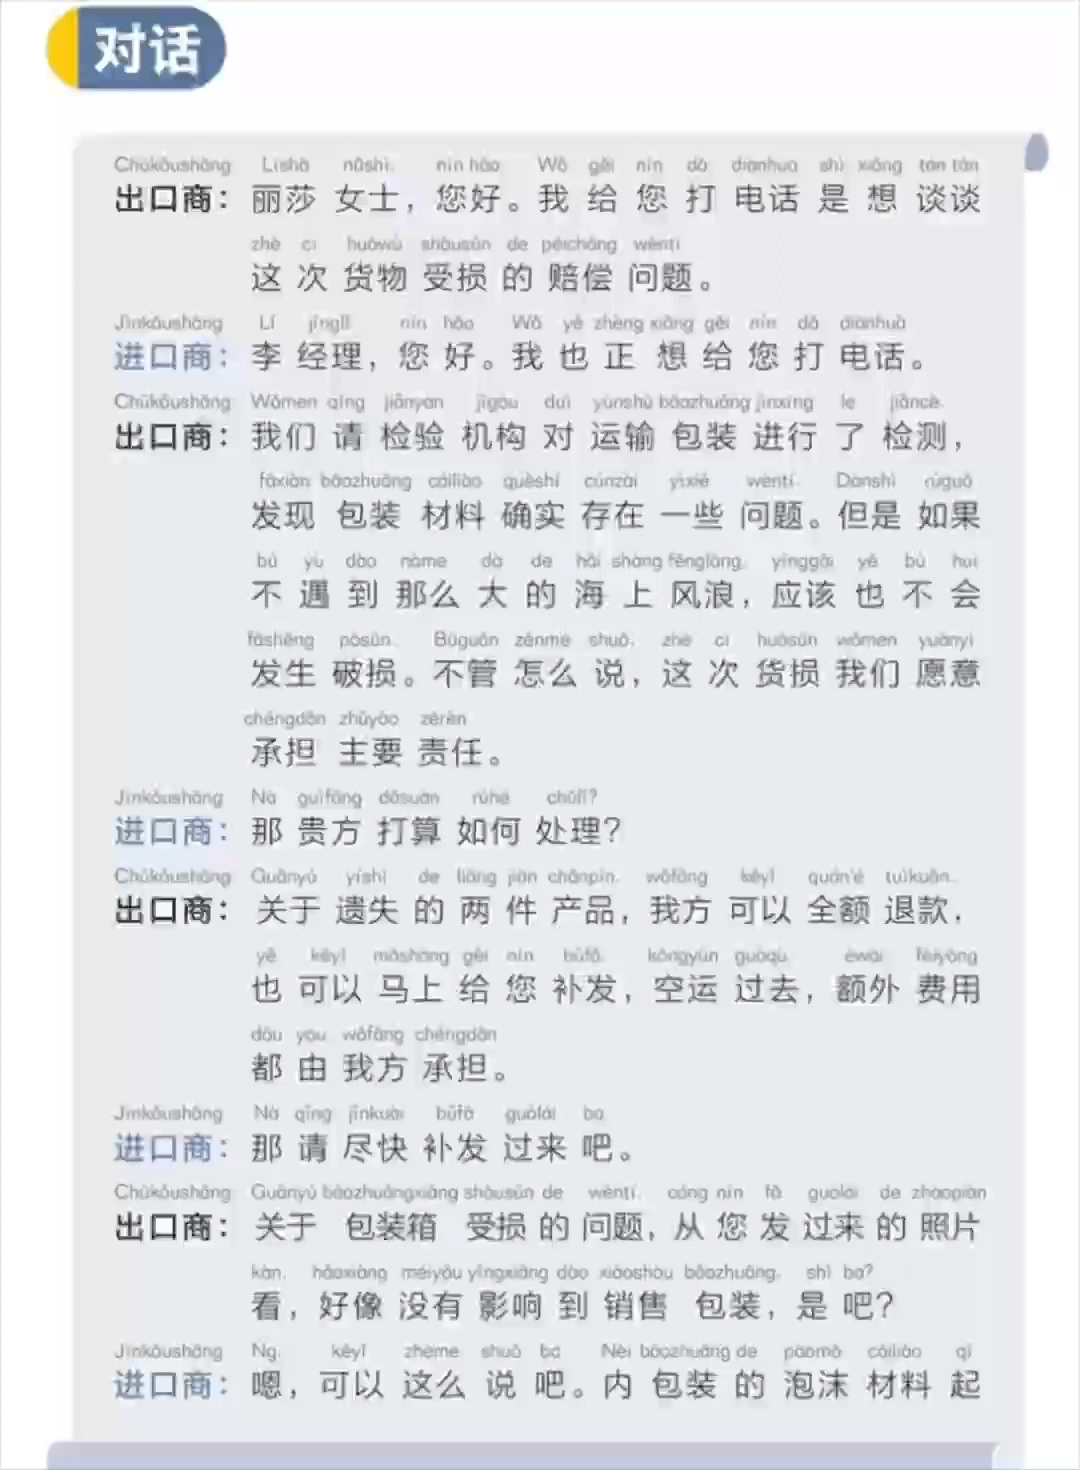 对话
Chūkǒushāng Lìshā nǚshì, nín hǎo. Wǒ gěi nín dǎ diànhuà shì xiǎng tán tán
出口商：丽莎 女士，您好。我 给 您 打 电话 是 想 谈谈
zhè cì huòwù shòusǔn de péicháng wèntí
这 次 货物 受损 的 赔偿 问题。
Jìnkǒushāng Lǐ jīnglǐ nín hǎo Wǒ yě zhèng xiǎng gěi nín dǎ diànhuà
进口商：李 经理，您 好。我 也 正 想 给 您 打 电话。
Chūkǒushāng Wǒmen qǐng jiǎnyàn jīgòu duì yùnshū bāozhuāng jìnxíng le jiǎncè,
出口商：我们 请 检验 机构 对 运输 包装 进行 了 检测，
fāxiàn bāozhuāng cáiliào quèshí cúnzài yìxiē wèntí. Dànshì rúguǒ
发现 包装 材料 确实 存在 一些 问题。但是 如果
bú yù dào nàme dà de hǎi shàng fēnglàng, yīnggāi yě bú huì
不 遇 到 那么 大 的 海 上 风浪，应该 也 不 会
fāshēng pòsǔn. Bùguǎn zěnme shuō, zhè cì huòsǔn wǒmen yuànyì
发生 破损。不管 怎么 说，这 次 货损 我们 愿意
chéngdān zhǔyào zérèn
承担 主要 责任。
Jìnkǒushāng Nà guìfāng dǎsuàn rúhé chǔlǐ?
进口商：那 贵方 打算 如何 处理？
Chūkǒushāng Guānyú yíshī de liǎng jiàn chǎnpǐn, wǒfāng kěyǐ quán'é tuìkuǎn,
出口商：关于 遗失 的 两 件 产品，我方 可以 全额 退款，
yě kěyǐ mǎshàng gěi nín bǔfā, kōngyùn guòqù, éwài fèiyòng
也 可以 马上 给 您 补发，空运 过去，额外 费用
dōu yóu wǒfāng chéngdān
都 由 我方 承担。
Jìnkǒushāng Nà qǐng jǐnkuài bǔfā guòlái ba
进口商：那 请 尽快 补发 过来 吧。
Chūkǒushāng Guānyú bāozhuāngxiāng shòusǔn de wèntí, cóng nín fā guòlái de zhàopiàn
出口商：关于 包装箱 受损 的 问题，从 您 发 过来 的 照片
kàn, hǎoxiàng méiyǒu yǐngxiǎng dào xiāoshòu bāozhuāng, shì ba?
看，好像 没有 影响 到 销售 包装，是 吧？
Jìnkǒushāng Ng, kěyǐ zhème shuō ba Nèi bāozhuāng de pàomò cáiliào qǐ
进口商：嗯，可以 这么 说 吧。内 包装 的 泡沫 材料 起